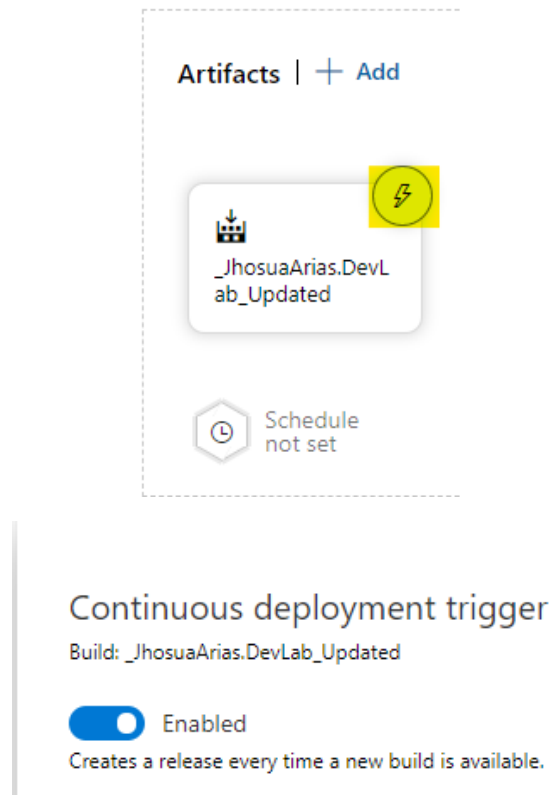 Artifacts | + Add
_JhosuaArias.DevL
ab_Updated
Schedule
not set
Continuous deployment trigger
Build: _JhosuaArias.DevLab_Updated
Enabled
Creates a release every time a new build is available.